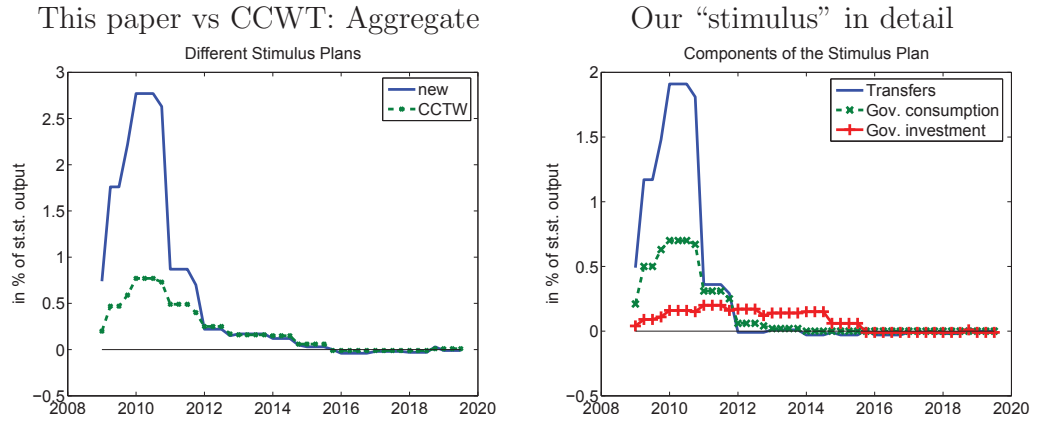 This paper vs CCWT: Aggregate
Different Stimulus Plans
in % of st.st. output
3
2.5
2
1.5
1
0.5
0
-0.5
2008 2010 2012 2014 2016 2018 2020
new
CCTW
Our “stimulus” in detail
Components of the Stimulus Plan
in % of st.st. output
2
1.5
1
0.5
0
-0.5
2008 2010 2012 2014 2016 2018 2020
Transfers
Gov. consumption
Gov. investment